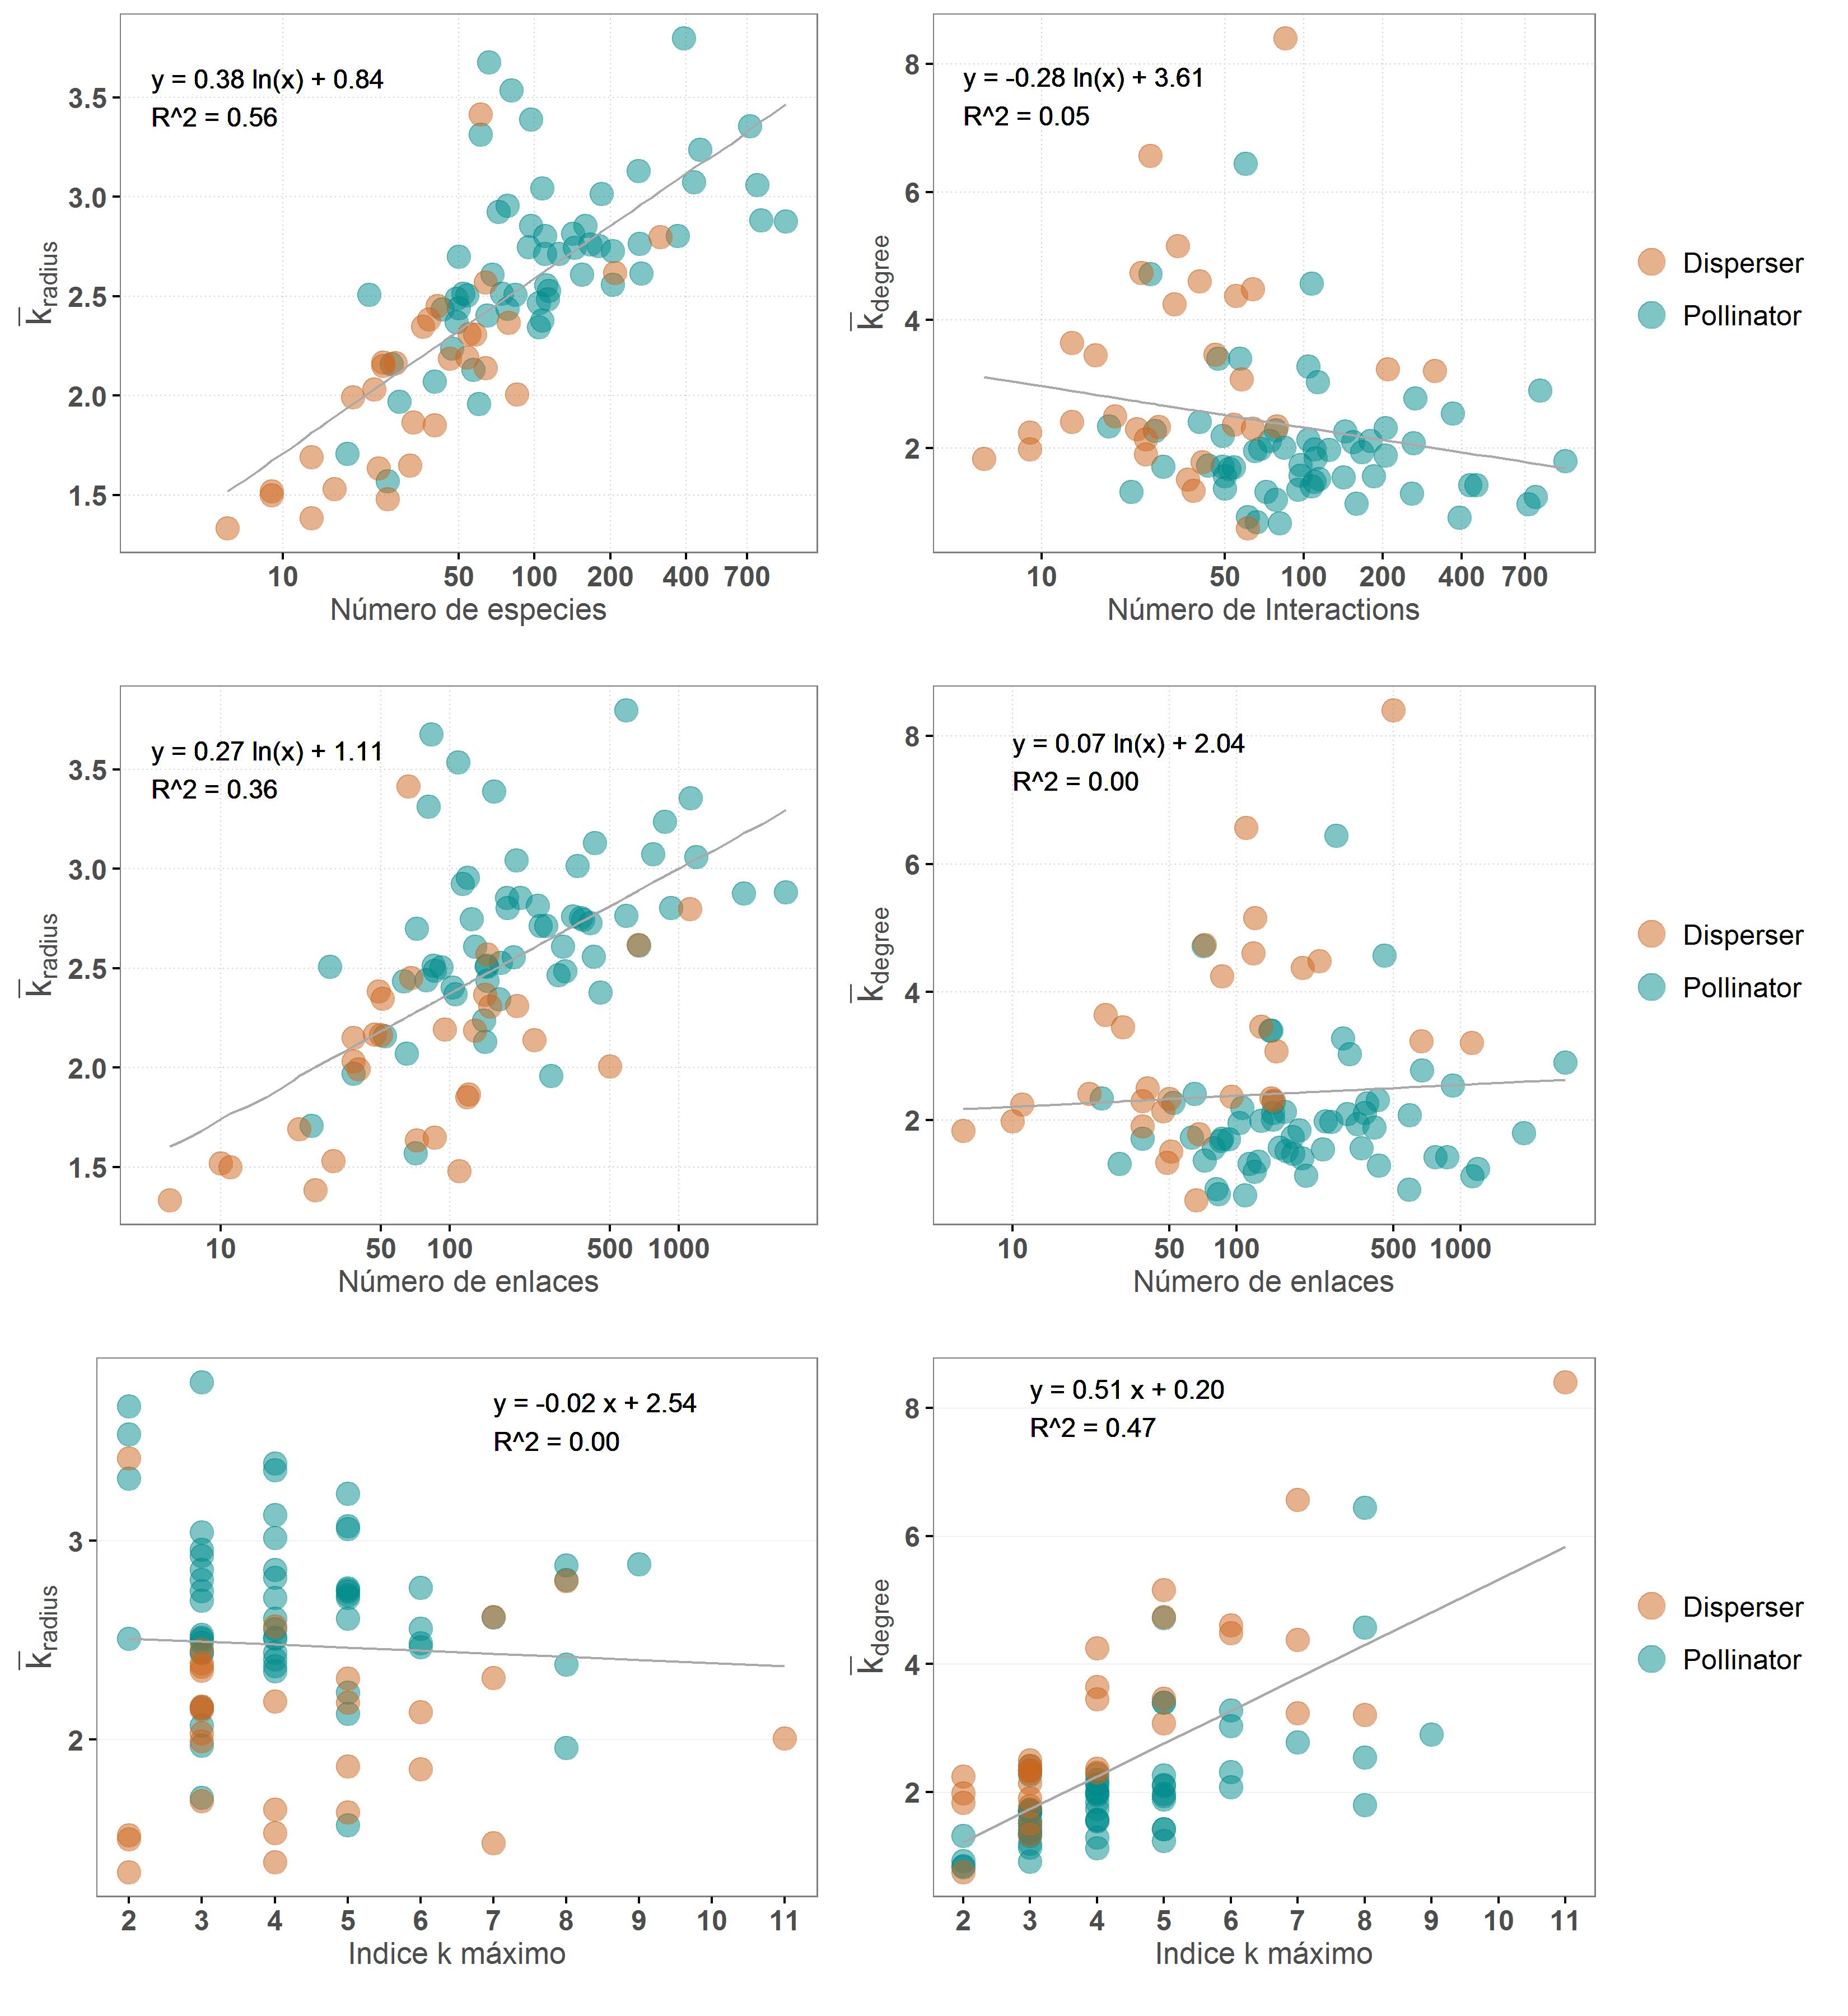 y = 0.38 ln(x) + 0.84
R^2 = 0.56
3.5
3.0
2.5
2.0
1.5
k̅radius
10 50 100 200 400 700
Número de especies
y = -0.28 ln(x) + 3.61
R^2 = 0.05
8
6
4
2
k̅degree
10 50 100 200 400 700
Número de Interactions
Disperser
Pollinator
y = 0.27 ln(x) + 1.11
R^2 = 0.36
3.5
3.0
2.5
2.0
1.5
k̅radius
10 50 100 500 1000
Número de enlaces
y = 0.07 ln(x) + 2.04
R^2 = 0.00
8
6
4
2
k̅degree
10 50 100 500 1000
Número de enlaces
Disperser
Pollinator
y = -0.02 x + 2.54
R^2 = 0.00
3
2
k̅radius
2 3 4 5 6 7 8 9 10 11
Indice k máximo
y = 0.51 x + 0.20
R^2 = 0.47
8
6
4
2
k̅degree
2 3 4 5 6 7 8 9 10 11
Indice k máximo
Disperser
Pollinator